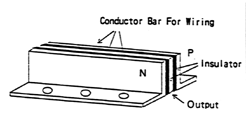 Conductor Bar For Wiring
P
N
Insulator
Output